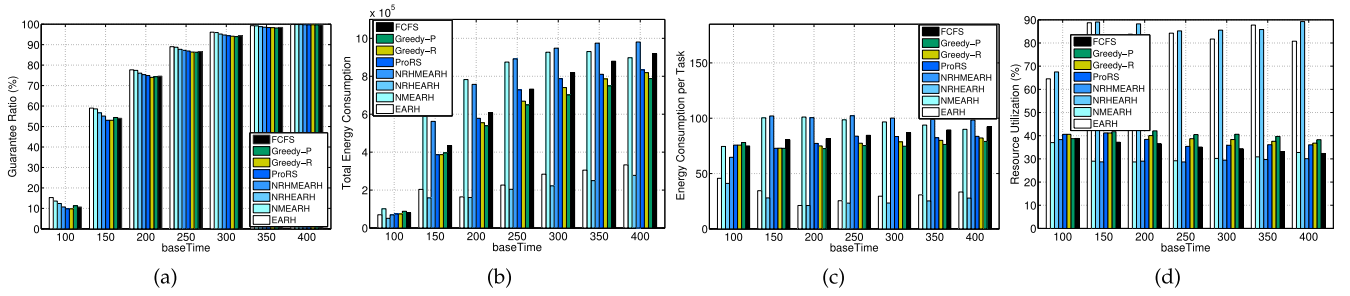 100
90
80
70
60
50
40
30
20
10
0
Guarantee Ratio (%)
FCFS
Greedy-P
Greedy-R
ProRS
NRHMEARH
NRHEARH
NMEARH
EARH
100 150 200 250 300 350 400
baseTime
(a)
x 10⁵
10
8
6
4
2
0
Total Energy Consumption
FCFS
Greedy-P
Greedy-R
ProRS
NRHMEARH
NRHEARH
NMEARH
EARH
100 150 200 250 300 350 400
baseTime
(b)
150
100
50
0
Energy Consumption per Task
FCFS
Greedy-P
Greedy-R
ProRS
NRHMEARH
NRHEARH
NMEARH
EARH
100 150 200 250 300 350 400
baseTime
(c)
90
80
70
60
50
40
30
20
10
0
Resource Utilization (%)
FCFS
Greedy-P
Greedy-R
ProRS
NRHMEARH
NRHEARH
NMEARH
EARH
100 150 200 250 300 350 400
baseTime
(d)